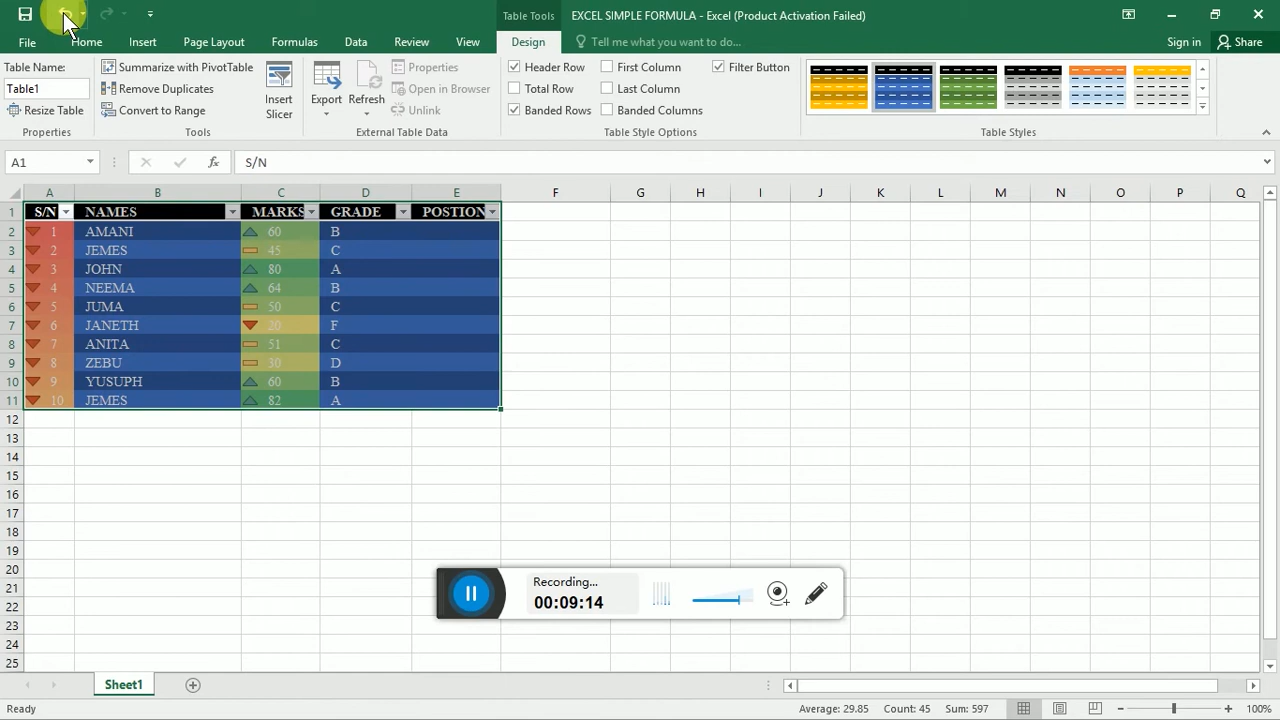 Table Tools
EXCEL SIMPLE FORMULA - Excel (Product Activation Failed)
File Home Insert Page Layout Formulas Data Review View Design Tell me what you want to do... Sign in Share
Table Name:
Table1
Resize Table
Properties
Summarize with PivotTable
Remove Duplicates
Convert to Range
Insert
Slicer
Tools
Export
Refresh
Properties
Open in Browser
Unlink
External Table Data
Header Row First Column Filter Button
Total Row Last Column
Banded Rows Banded Columns
Table Style Options
Table Styles
A1 fx S/N
A B C D E F G H I J K L M N O P Q
1 S/N NAMES MARKS GRADE POSTION
2 1 AMANI 60 B
3 2 JEMES 45 C
4 3 JOHN 80 A
5 4 NEEMA 64 B
6 5 JUMA 50 C
7 6 JANETH 20 F
8 7 ANITA 51 C
9 8 ZEBU 30 D
10 9 YUSUPH 60 B
11 10 JEMES 82 A
12
13
14
15
16
17
18
19
20
21
22
23
24
25
Recording...
00:09:14
Sheet1
Ready Average: 29.85 Count: 45 Sum: 597 100%